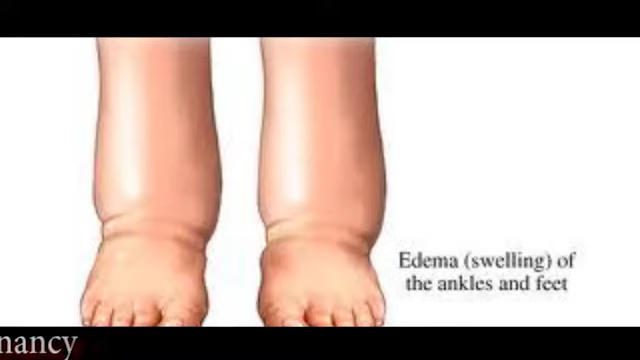 Edema (swelling) of
the ankles and feet
nancy